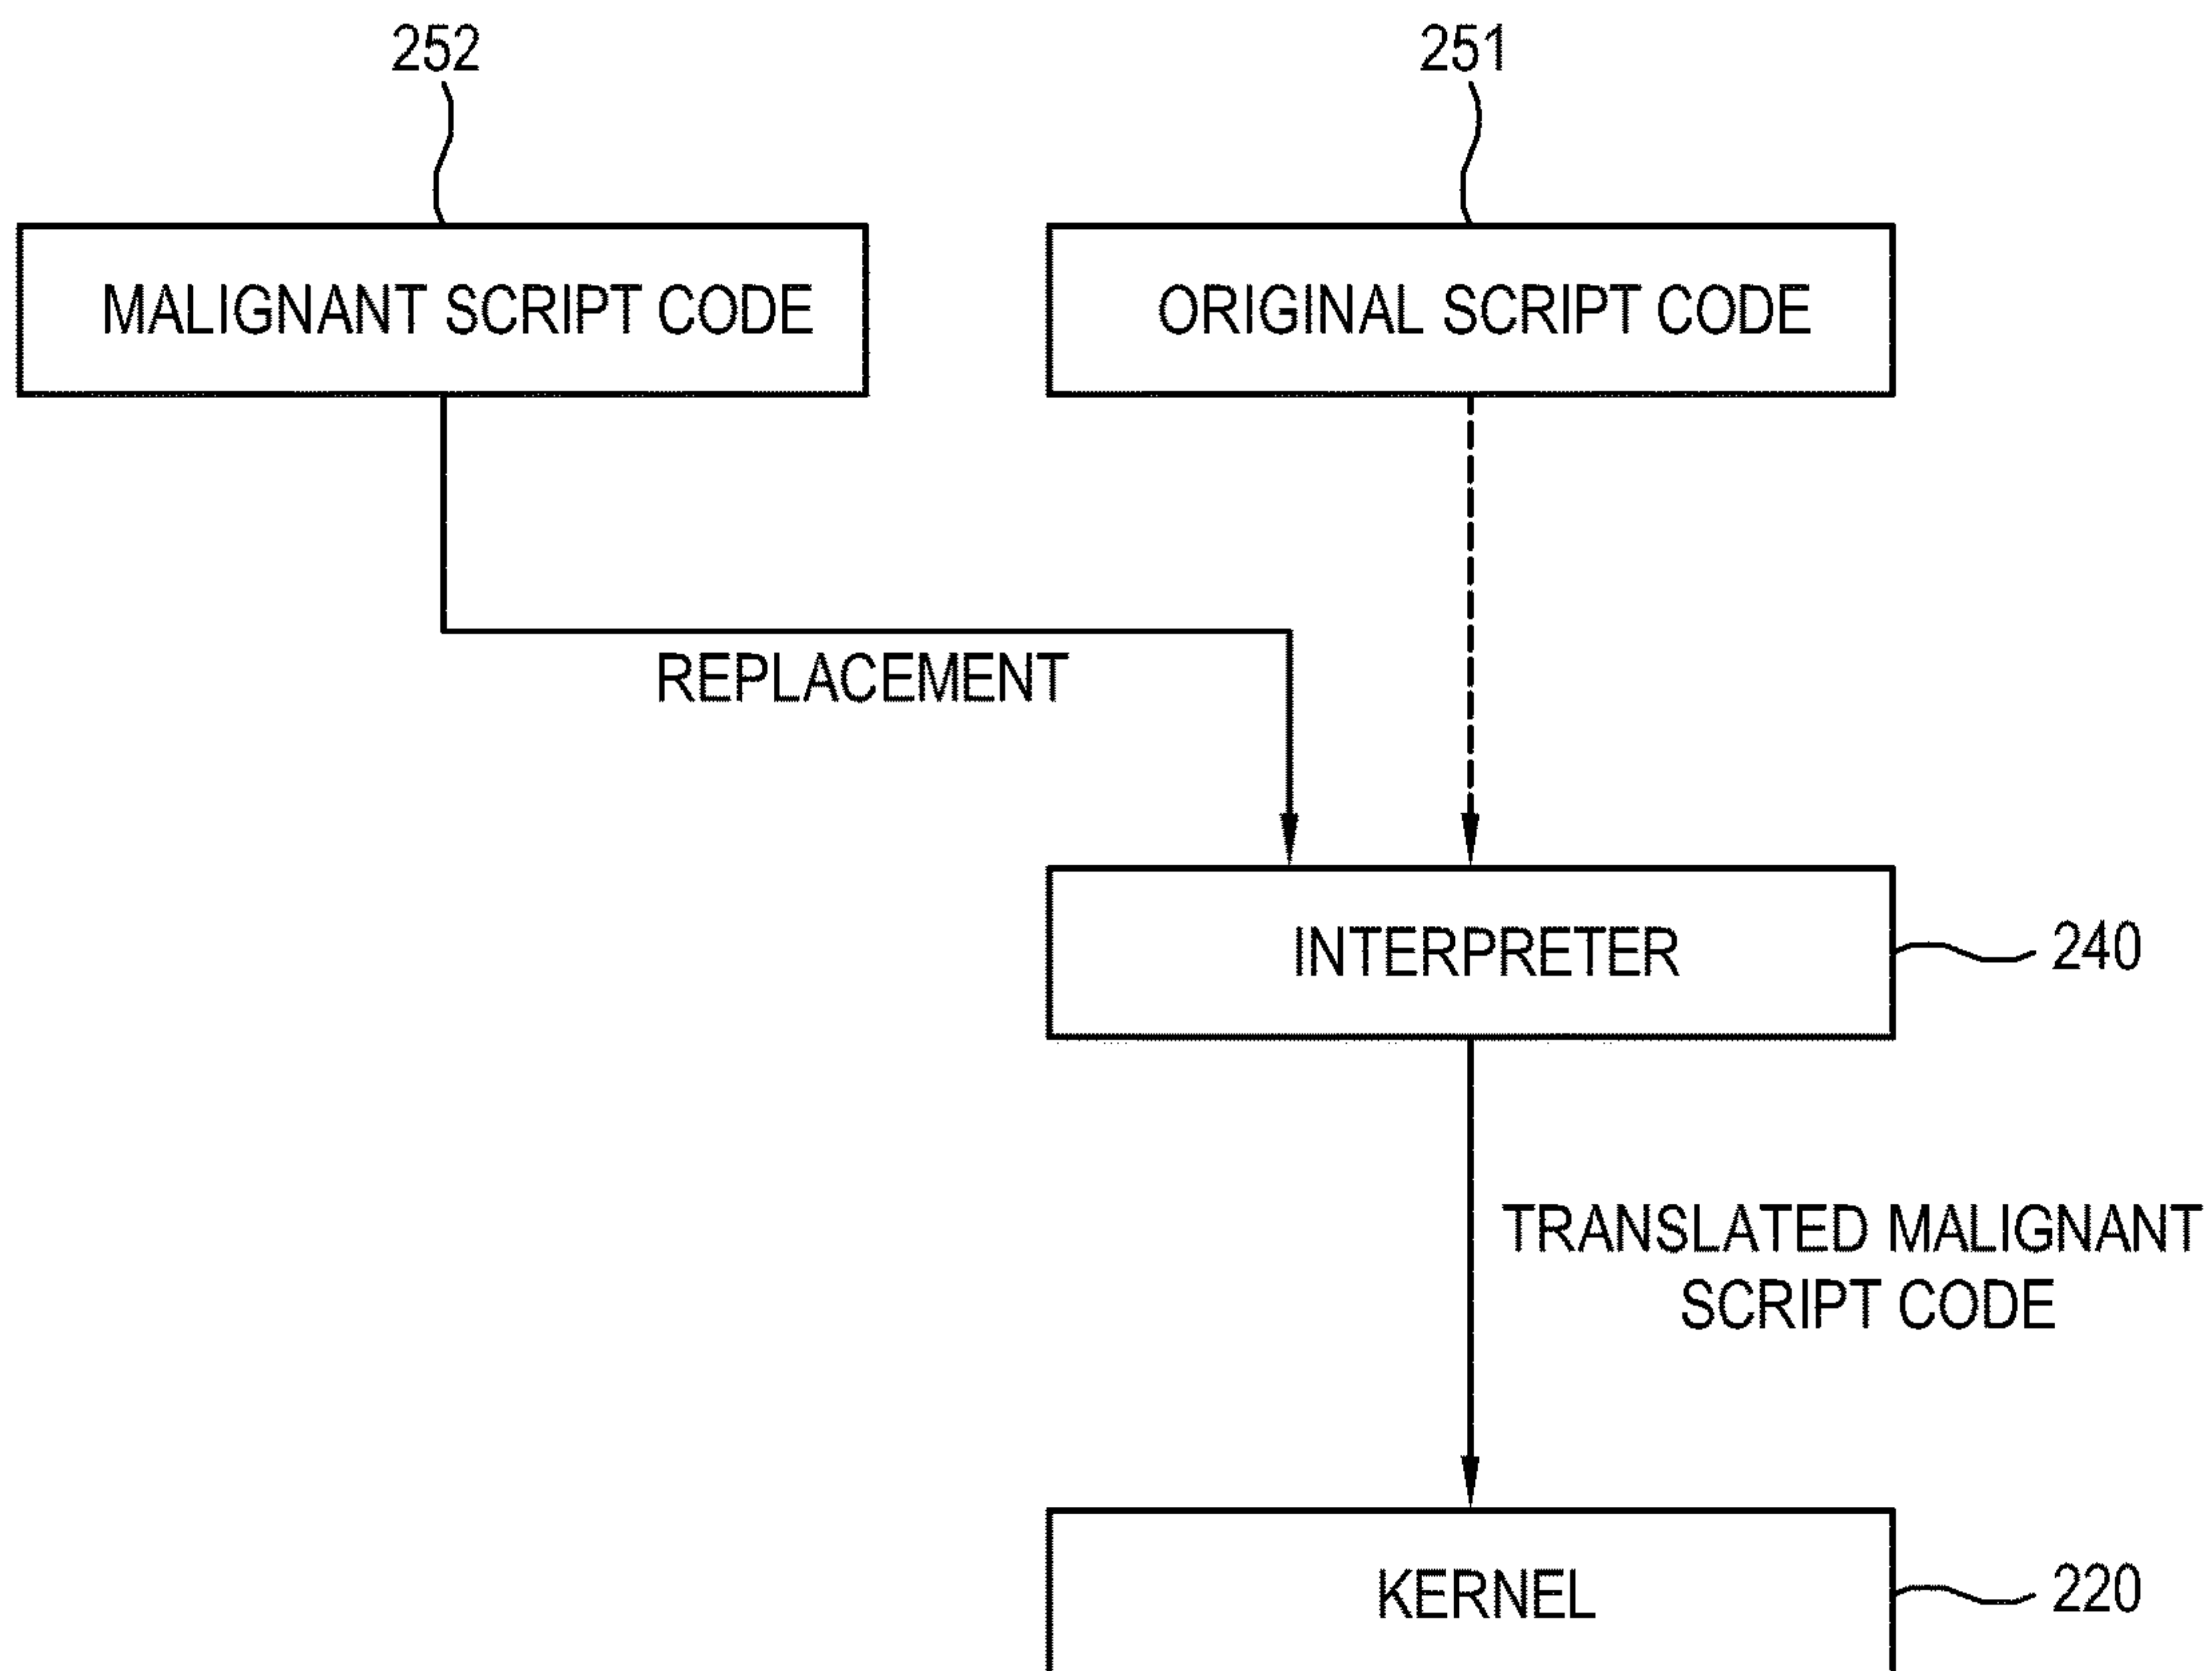 252
251
MALIGNANT SCRIPT CODE
ORIGINAL SCRIPT CODE
REPLACEMENT
INTERPRETER
240
TRANSLATED MALIGNANT
SCRIPT CODE
KERNEL
220